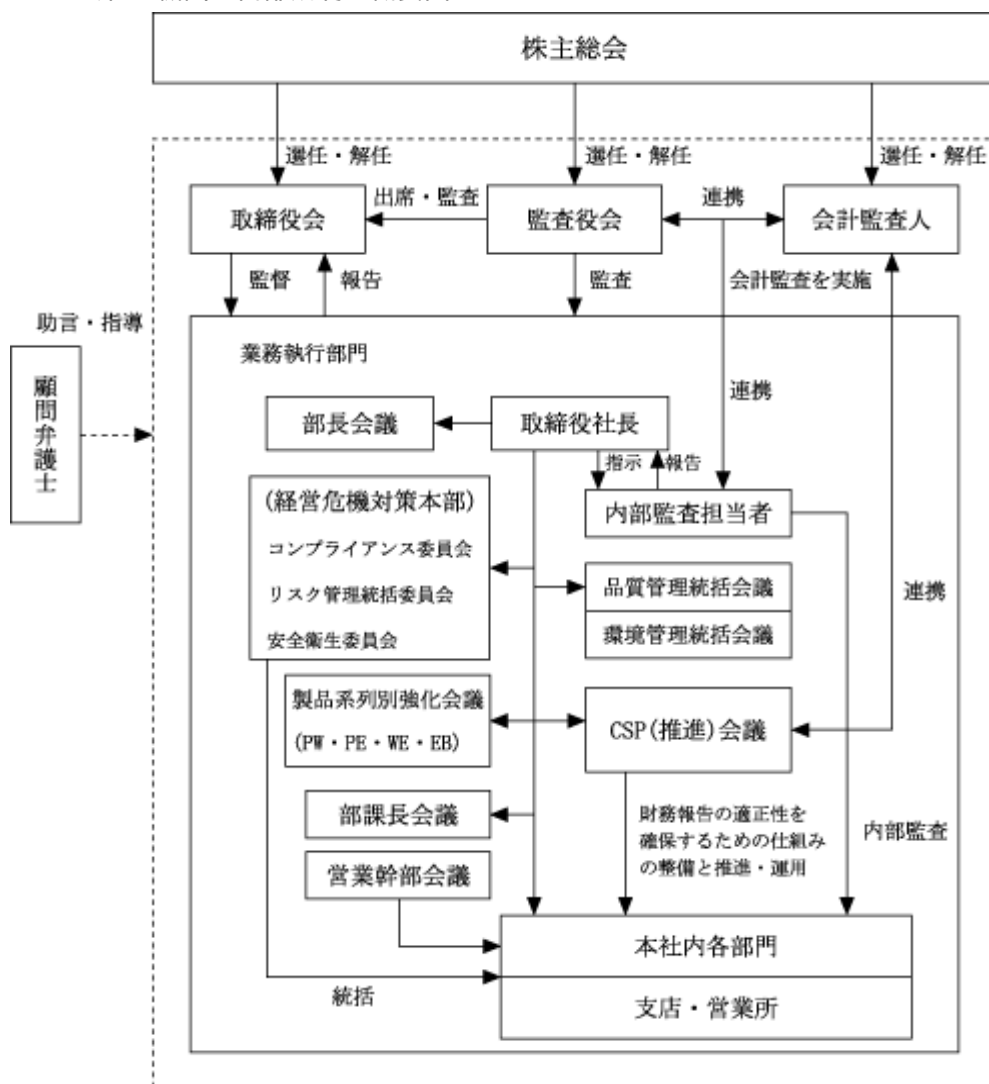 株主総会
選任・解任
選任・解任
選任・解任
取締役会
出席・監査
監査役会
連携
会計監査人
監督
報告
監査
会計監査を実施
助言・指導
顧問弁護士
業務執行部門
連携
部長会議
取締役社長
指示
報告
(経営危機対策本部)
コンプライアンス委員会
リスク管理統括委員会
安全衛生委員会
内部監査担当者
品質管理統括会議
環境管理統括会議
連携
製品系列別強化会議
(PW・PE・WE・EB)
CSP(推進)会議
部課長会議
財務報告の適正性を
確保するための仕組み
の整備と推進・運用
内部監査
営業幹部会議
本社内各部門
統括
支店・営業所